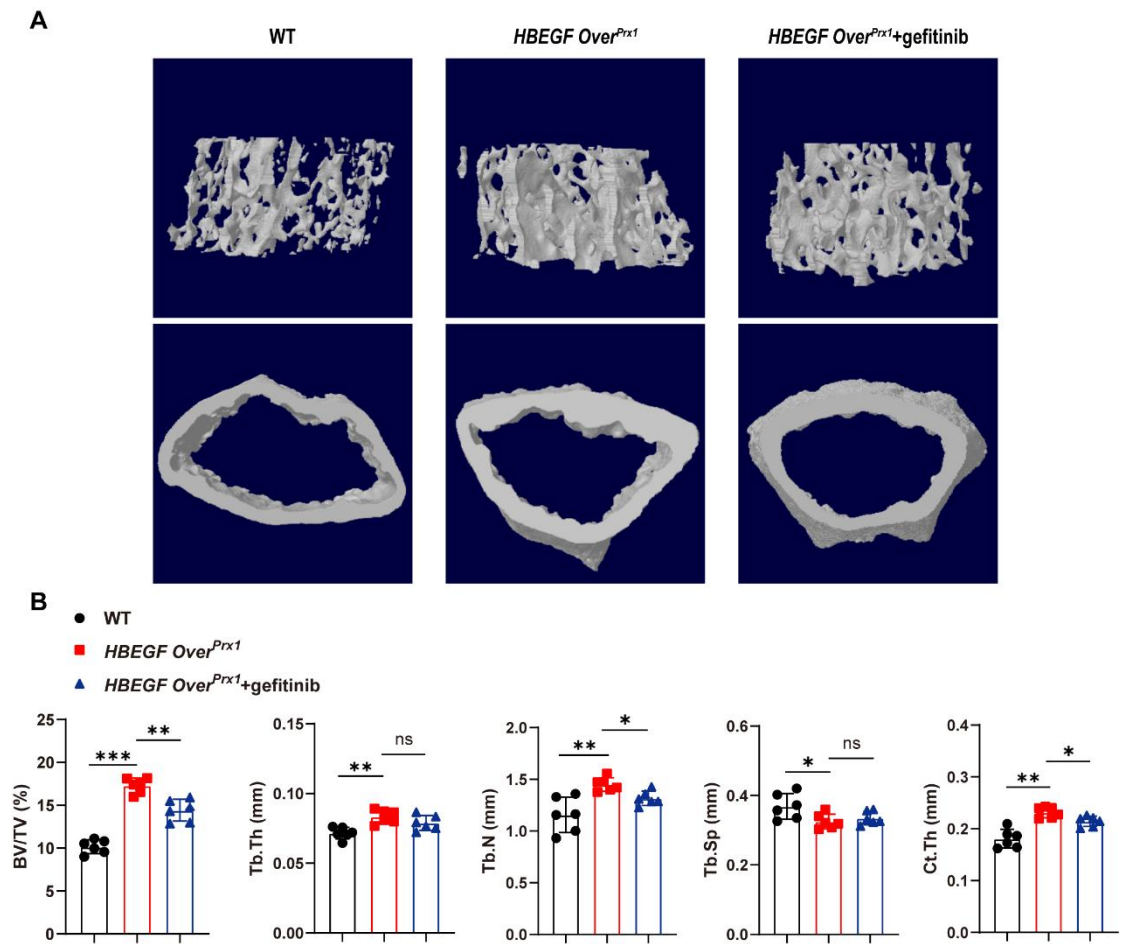 A
WT HBEGF Over^Prx1 HBEGF Over^Prx1+gefitinib
B
WT
HBEGF Over^Prx1
HBEGF Over^Prx1+gefitinib
BV/TV (%)
25
20
15
10
5
0
***
**
Tb.Th (mm)
0.15
0.10
0.05
0.00
**
ns
Tb.N (mm)
2.0
1.5
1.0
0.5
0.0
**
*
Tb.Sp (mm)
0.6
0.4
0.2
0.0
*
ns
Ct.Th (mm)
0.4
0.3
0.2
0.1
0.0
**
*